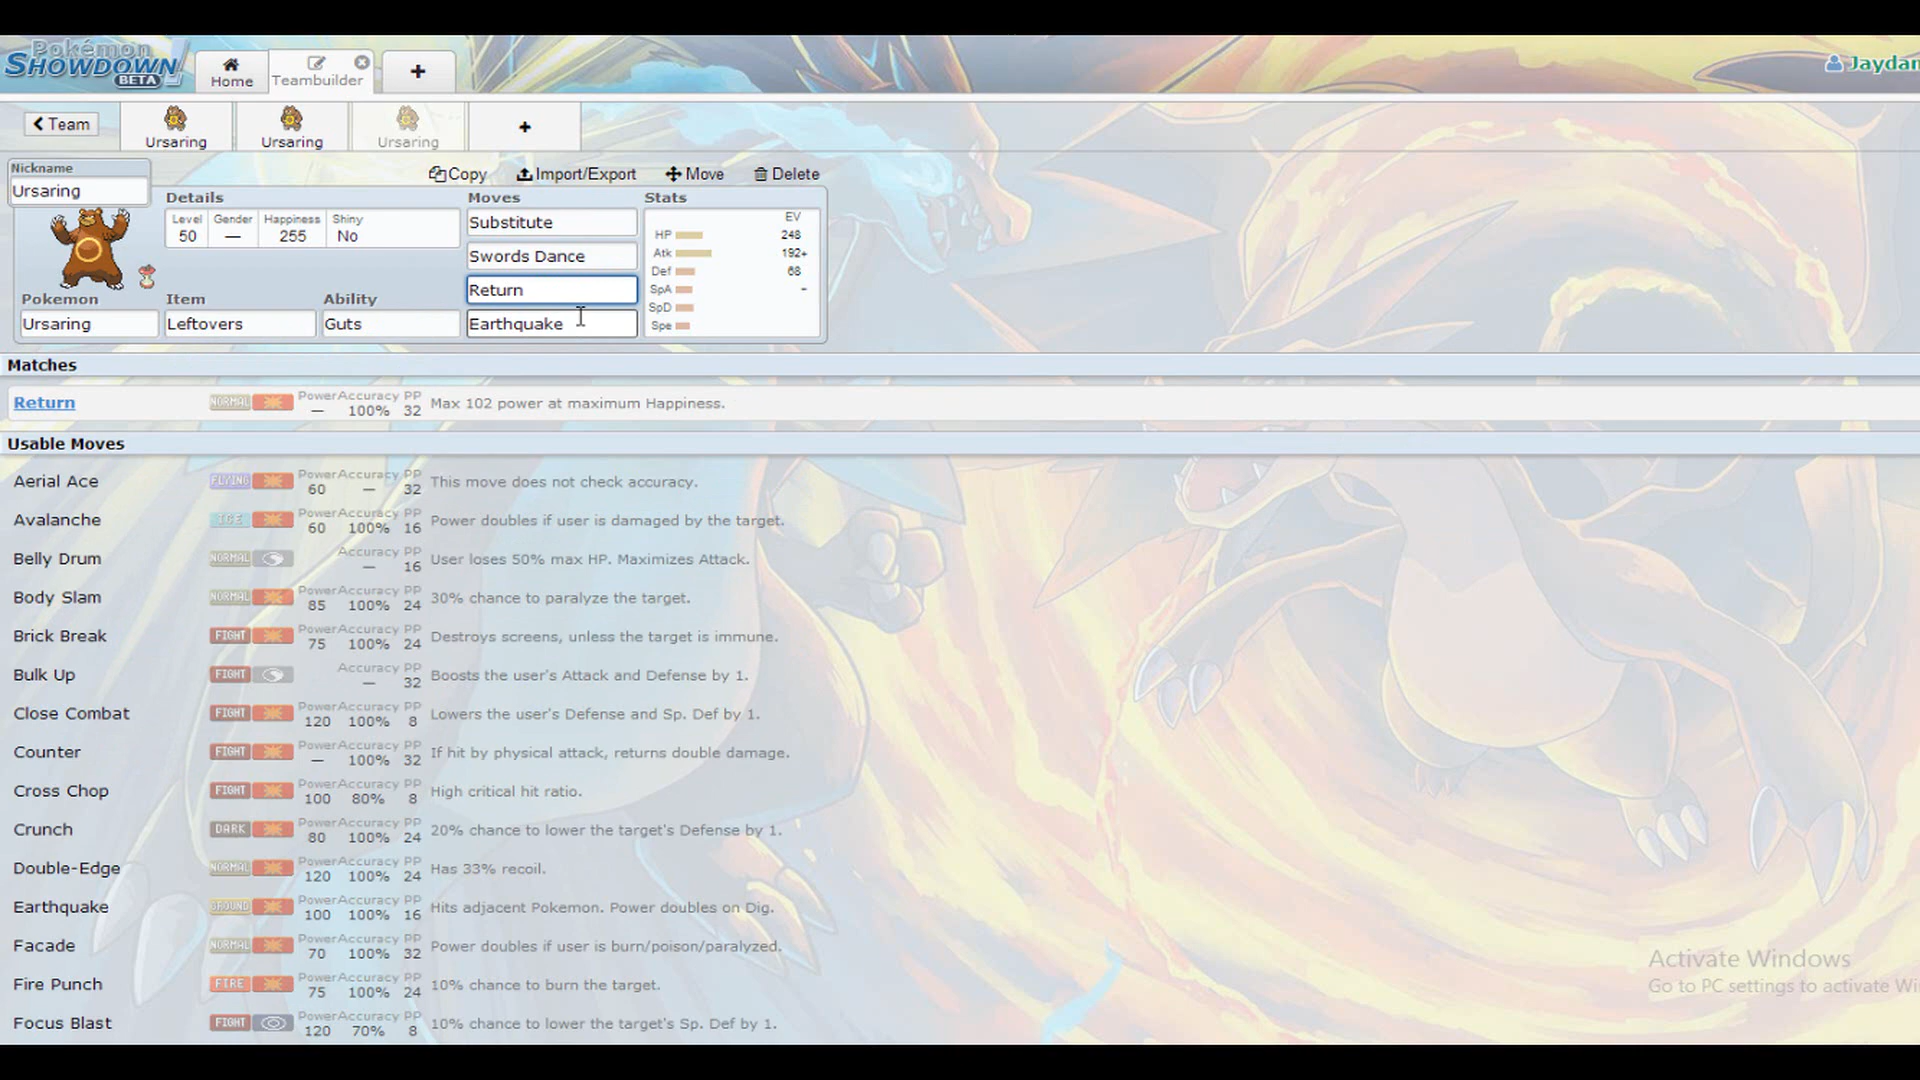 Pokémon
SHOWDOWN
BETA
Home
Teambuilder
+
Jaydan
Team
Ursaring
Ursaring
Ursaring
+
Nickname
Ursaring
Copy
Import/Export
Move
Delete
Details
Level Gender Happiness Shiny
50 — 255 No
Moves
Substitute
Swords Dance
Return
Earthquake
Stats
EV
HP 248
Atk 192+
Def 68
SpA -
SpD
Spe
Pokemon Item Ability
Ursaring Leftovers Guts
Matches
Return NORMAL Power — Accuracy 100% PP 32 Max 102 power at maximum Happiness.
Usable Moves
Aerial Ace FLYING Power 60 Accuracy — PP 32 This move does not check accuracy.
Avalanche ICE Power 60 Accuracy 100% PP 16 Power doubles if user is damaged by the target.
Belly Drum NORMAL Accuracy — PP 16 User loses 50% max HP. Maximizes Attack.
Body Slam NORMAL Power 85 Accuracy 100% PP 24 30% chance to paralyze the target.
Brick Break FIGHT Power 75 Accuracy 100% PP 24 Destroys screens, unless the target is immune.
Bulk Up FIGHT Accuracy — PP 32 Boosts the user's Attack and Defense by 1.
Close Combat FIGHT Power 120 Accuracy 100% PP 8 Lowers the user's Defense and Sp. Def by 1.
Counter FIGHT Power — Accuracy 100% PP 32 If hit by physical attack, returns double damage.
Cross Chop FIGHT Power 100 Accuracy 80% PP 8 High critical hit ratio.
Crunch DARK Power 80 Accuracy 100% PP 24 20% chance to lower the target's Defense by 1.
Double-Edge NORMAL Power 120 Accuracy 100% PP 24 Has 33% recoil.
Earthquake GROUND Power 100 Accuracy 100% PP 16 Hits adjacent Pokemon. Power doubles on Dig.
Facade NORMAL Power 70 Accuracy 100% PP 32 Power doubles if user is burn/poison/paralyzed.
Fire Punch FIRE Power 75 Accuracy 100% PP 24 10% chance to burn the target.
Focus Blast FIGHT Power 120 Accuracy 70% PP 8 10% chance to lower the target's Sp. Def by 1.
Activate Windows
Go to PC settings to activate Wi